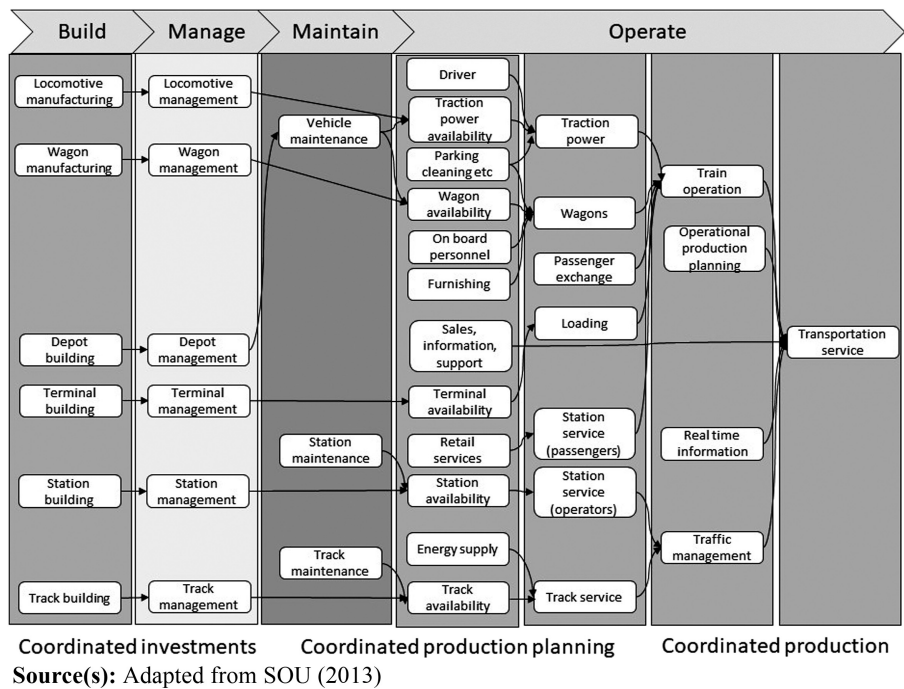 Build
Manage
Maintain
Operate
Locomotive
manufacturing
Locomotive
management
Wagon
manufacturing
Wagon
management
Depot
building
Depot
management
Terminal
building
Terminal
management
Station
building
Station
management
Track building
Track
management
Vehicle
maintenance
Station
maintenance
Track
maintenance
Driver
Traction
power
availability
Parking
cleaning etc
Wagon
availability
On board
personnel
Furnishing
Sales,
information,
support
Terminal
availability
Retail
services
Station
availability
Energy supply
Track
availability
Traction
power
Wagons
Passenger
exchange
Loading
Station
service
(passengers)
Station
service
(operators)
Track service
Train
operation
Operational
production
planning
Real time
information
Traffic
management
Transportation
service
Coordinated investments
Coordinated production planning
Coordinated production
Source(s): Adapted from SOU (2013)